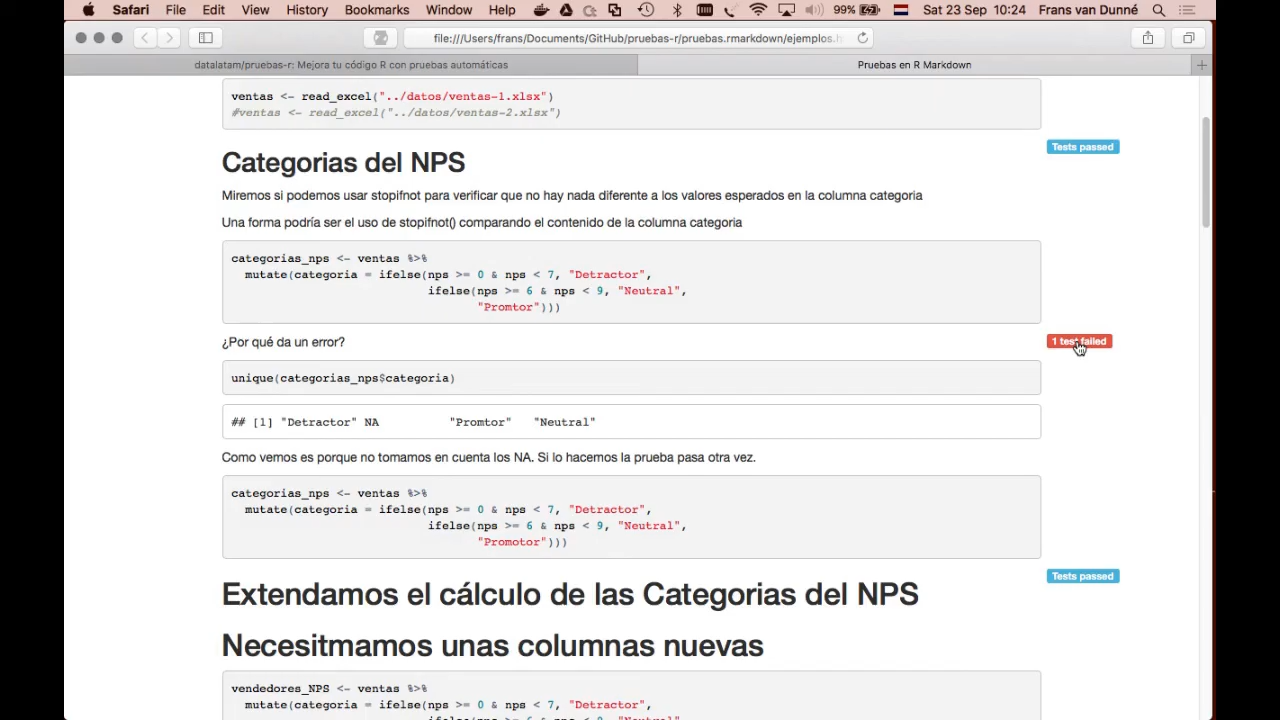 Safari File Edit View History Bookmarks Window Help 99% Sat 23 Sep 10:24 Frans van Dunné
file:///Users/frans/Documents/GitHub/pruebas-r/pruebas.rmarkdown/ejemplos.h
datalatam/pruebas-r: Mejora tu código R con pruebas automáticas Pruebas en R Markdown
ventas <- read_excel("../datos/ventas-1.xlsx")
#ventas <- read_excel("../datos/ventas-2.xlsx")
Tests passed
Categorias del NPS
Miremos si podemos usar stopifnot para verificar que no hay nada diferente a los valores esperados en la columna categoria
Una forma podría ser el uso de stopifnot() comparando el contenido de la columna categoria
categorias_nps <- ventas %>%
mutate(categoria = ifelse(nps >= 0 & nps < 7, "Detractor",
ifelse(nps >= 6 & nps < 9, "Neutral",
"Promtor")))
¿Por qué da un error?
1 test failed
unique(categorias_nps$categoria)
## [1] "Detractor" NA "Promtor" "Neutral"
Como vemos es porque no tomamos en cuenta los NA. Si lo hacemos la prueba pasa otra vez.
categorias_nps <- ventas %>%
mutate(categoria = ifelse(nps >= 0 & nps < 7, "Detractor",
ifelse(nps >= 6 & nps < 9, "Neutral",
"Promotor")))
Tests passed
Extendamos el cálculo de las Categorias del NPS
Necesitmamos unas columnas nuevas
vendedores_NPS <- ventas %>%
mutate(categoria = ifelse(nps >= 0 & nps < 7, "Detractor",